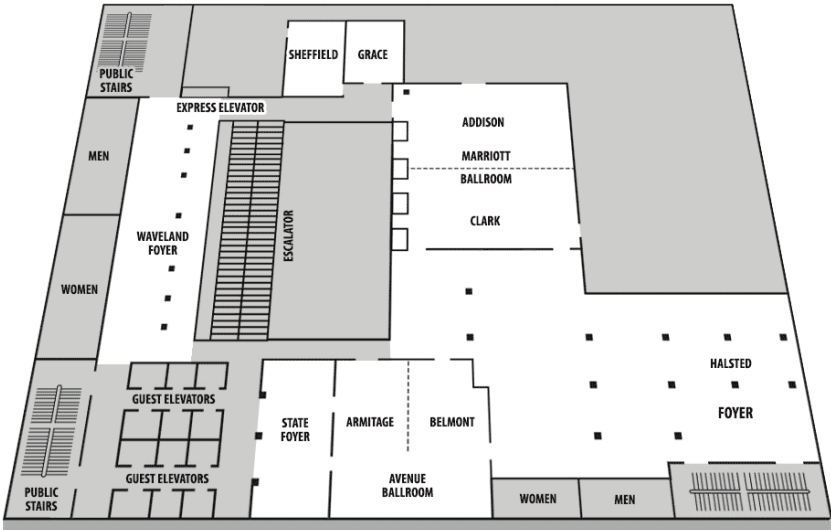 SHEFFIELD
GRACE
PUBLIC
STAIRS
EXPRESS ELEVATOR
ADDISON
MEN
MARRIOTT
BALLROOM
CLARK
WAVELAND
FOYER
ESCALATOR
WOMEN
HALSTED
FOYER
GUEST ELEVATORS
STATE
FOYER
ARMITAGE
BELMONT
GUEST ELEVATORS
AVENUE
BALLROOM
PUBLIC
STAIRS
WOMEN
MEN